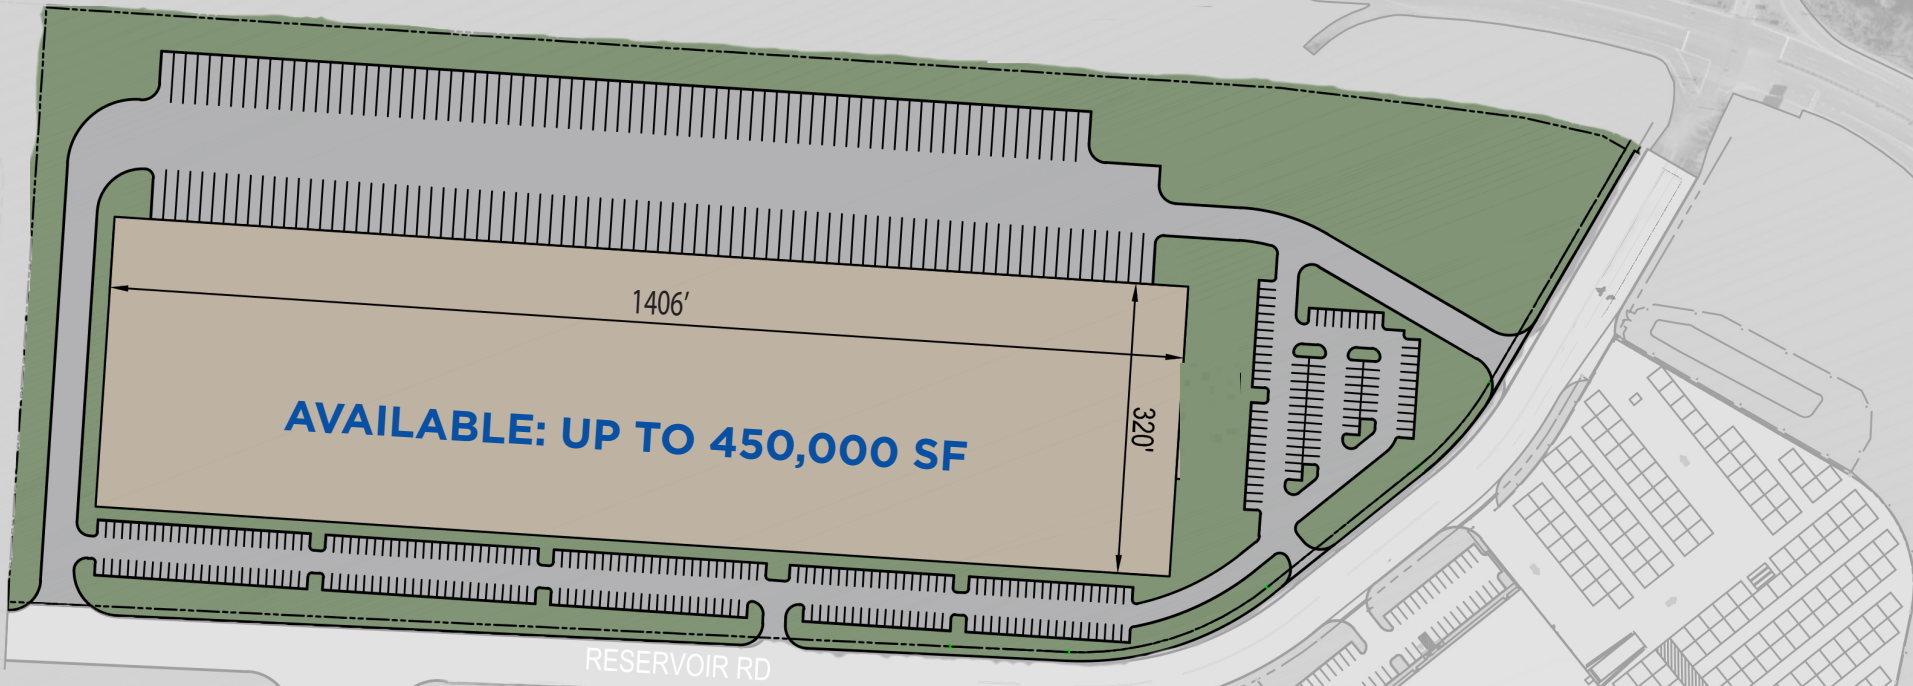 1406'
AVAILABLE: UP TO 450,000 SF
320'
RESERVOIR RD